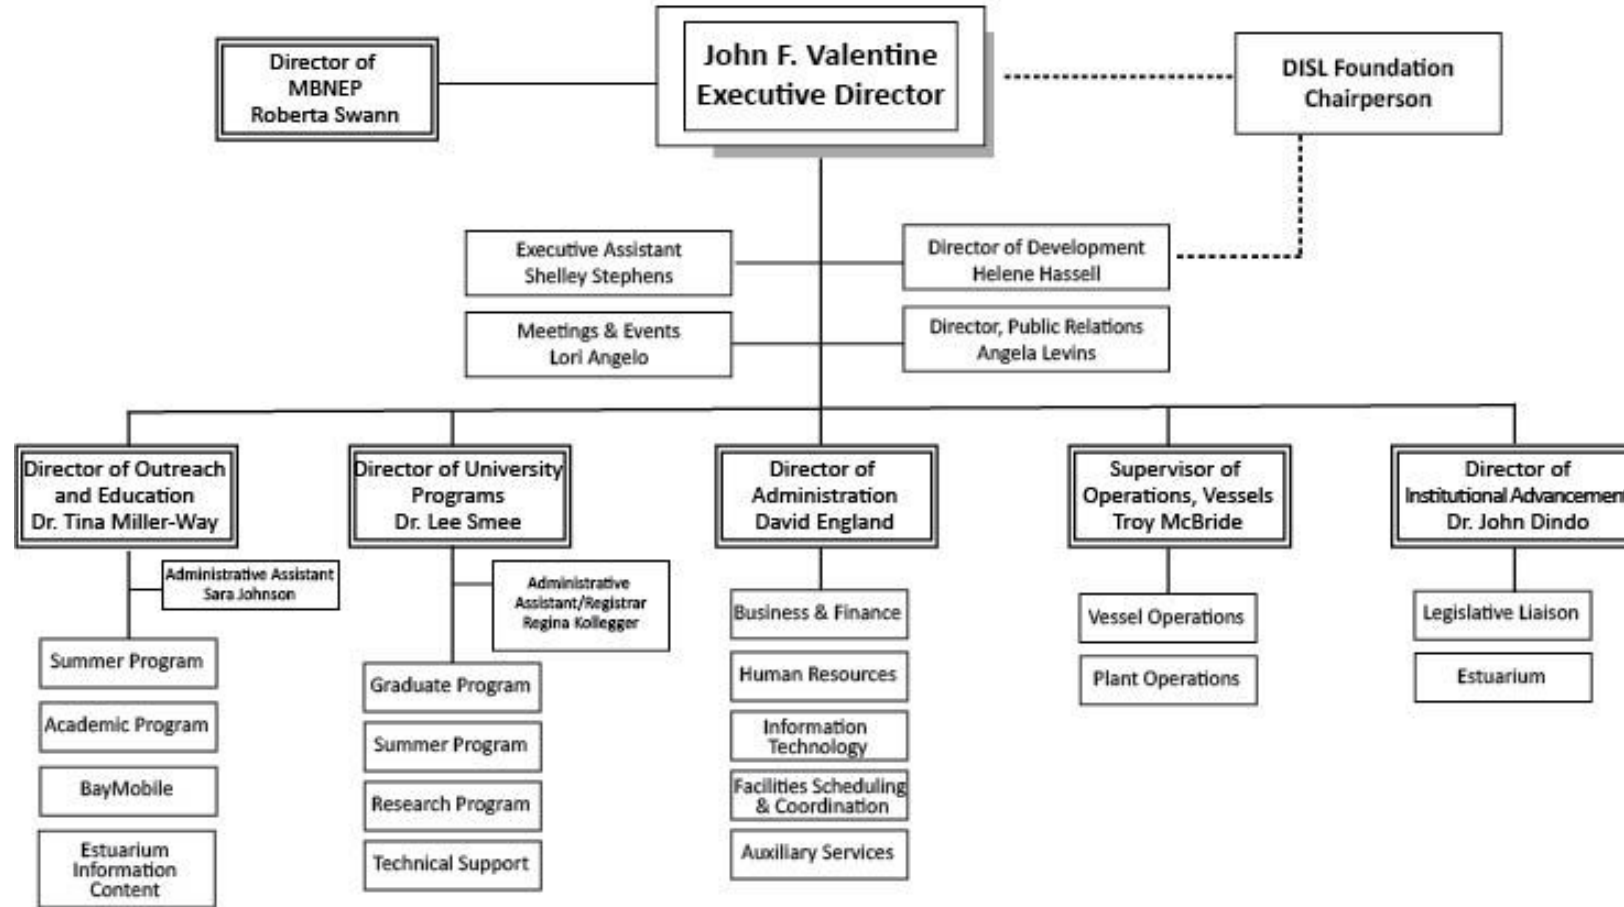 Director of
MBNEP
Roberta Swann
John F. Valentine
Executive Director
DISL Foundation
Chairperson
Executive Assistant
Shelley Stephens
Director of Development
Helene Hassell
Meetings & Events
Lori Angelo
Director, Public Relations
Angela Levins
Director of Outreach
and Education
Dr. Tina Miller-Way
Administrative Assistant
Sara Johnson
Summer Program
Academic Program
BayMobile
Estuarium
Information
Content
Director of University
Programs
Dr. Lee Smee
Administrative
Assistant/Registrar
Regina Kollegger
Graduate Program
Summer Program
Research Program
Technical Support
Director of
Administration
David England
Business & Finance
Human Resources
Information
Technology
Facilities Scheduling
& Coordination
Auxiliary Services
Supervisor of
Operations, Vessels
Troy McBride
Vessel Operations
Plant Operations
Director of
Institutional Advancement
Dr. John Dindo
Legislative Liaison
Estuarium